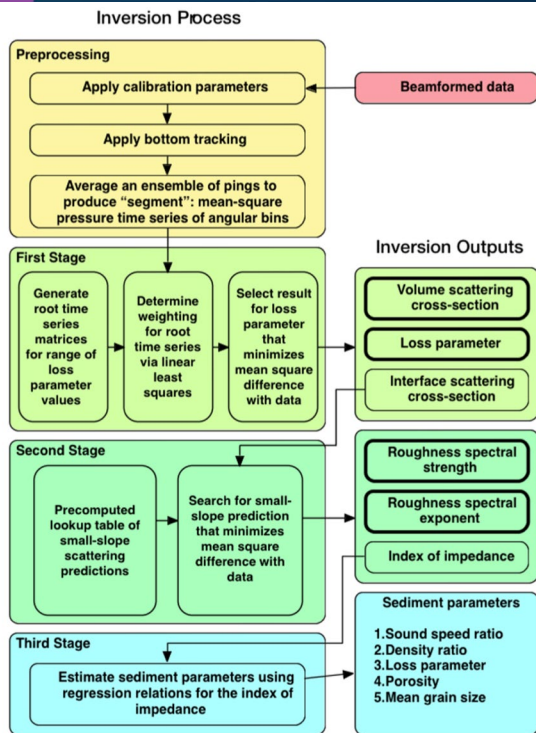 Inversion Process
Preprocessing
Apply calibration parameters
Beamformed data
Apply bottom tracking
Average an ensemble of pings to
produce “segment”: mean-square
pressure time series of angular bins
Inversion Outputs
First Stage
Generate
root time
series
matrices
for range of
loss
parameter
values
Determine
weighting
for root
time series
via linear
least
squares
Select result
for loss
parameter
that
minimizes
mean square
difference
with data
Volume scattering
cross-section
Loss parameter
Interface scattering
cross-section
Second Stage
Precomputed
lookup table of
small-slope
scattering
predictions
Search for small-
slope prediction
that minimizes
mean square
difference with
data
Roughness spectral
strength
Roughness spectral
exponent
Index of impedance
Third Stage
Estimate sediment parameters using
regression relations for the index of
impedance
Sediment parameters
1.Sound speed ratio
2.Density ratio
3.Loss parameter
4.Porosity
5.Mean grain size